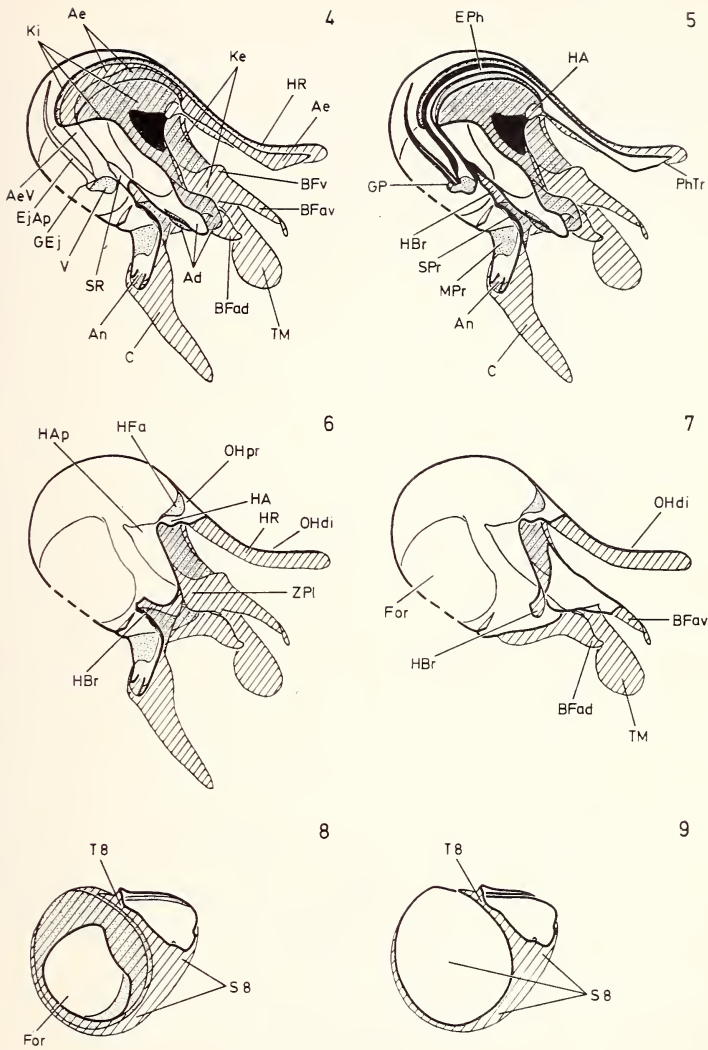 4
Ae
Ki
Ke
HR
Ae
BFv
BFav
AeV
EjAp
GEj
V
SR
Ad
An
BFad
TM
C
5
EPh
HA
PhTr
GP
HBr
SPr
MPr
An
C
6
HAp
HFa
OHpr
HA
HR
OHdi
ZPl
HBr
7
OHdi
For
BFav
HBr
BFad
TM
8
T8
S8
For
9
T8
S8